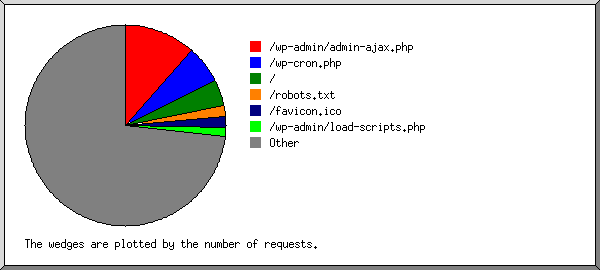 /wp-admin/admin-ajax.php
/wp-cron.php
/
/robots.txt
/favicon.ico
/wp-admin/load-scripts.php
Other
The wedges are plotted by the number of requests.